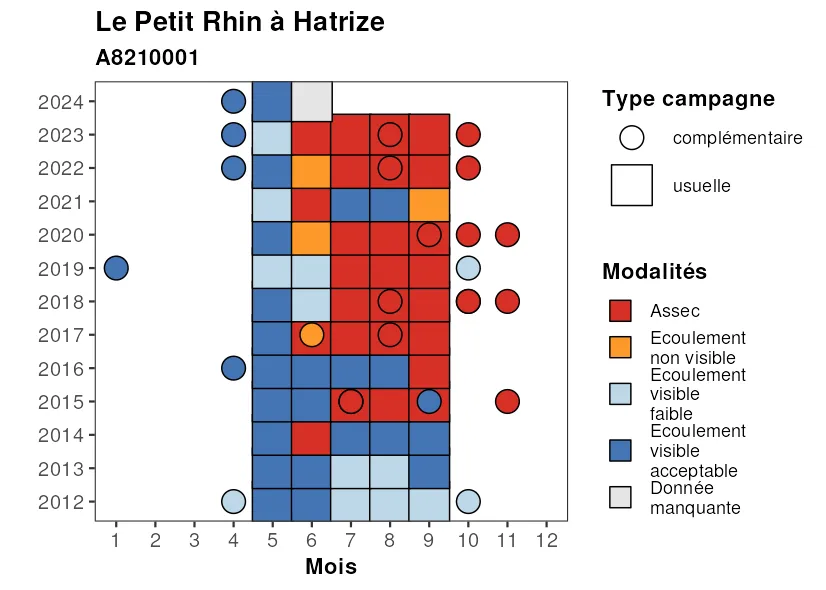 Le Petit Rhin à Hatrize
A8210001
2024
2023
2022
2021
2020
2019
2018
2017
2016
2015
2014
2013
2012
1 2 3 4 5 6 7 8 9 10 11 12
Mois
Type campagne
complémentaire
usuelle
Modalités
Assec
Ecoulement
non visible
Ecoulement
visible
faible
Ecoulement
visible
acceptable
Donnée
manquante